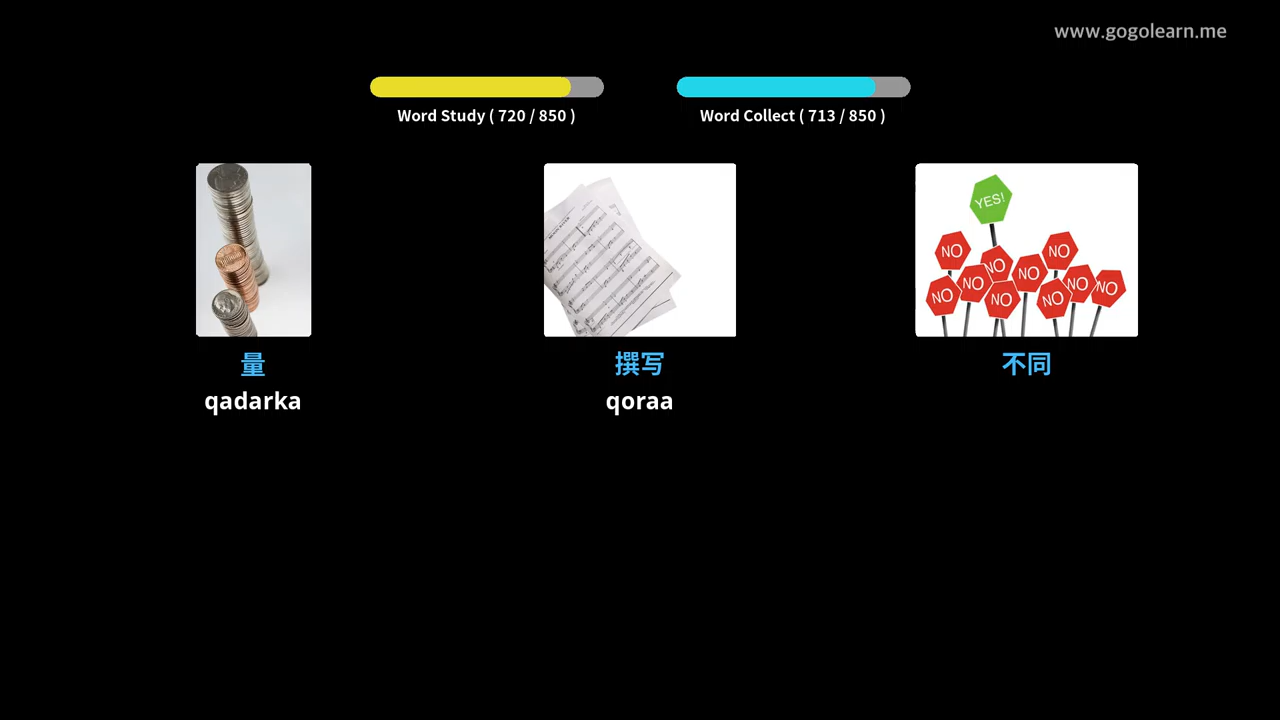 www.gogolearn.me
Word Study ( 720 / 850 )
Word Collect ( 713 / 850 )
YES!
NO
NO
NO
NO
NO
NO
NO
NO
NO
NO
量
撰写
不同
qadarka
qoraa